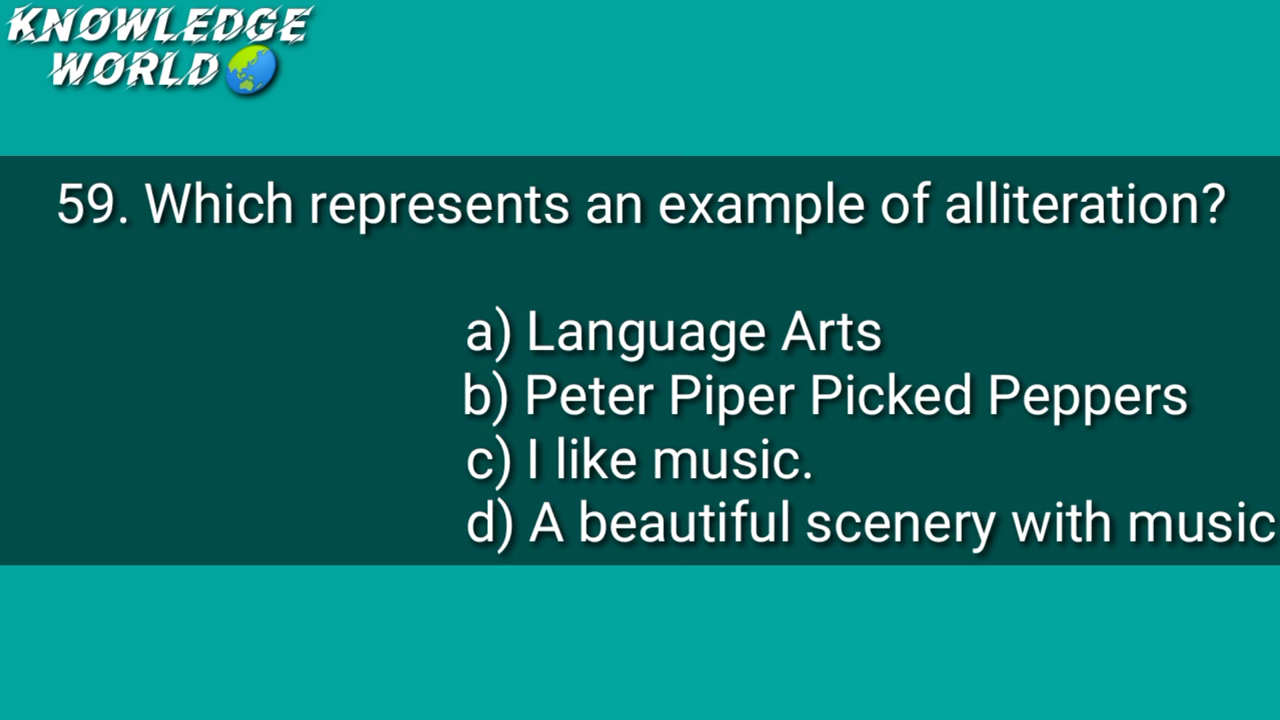 KNOWLEDGE
WORLD
59. Which represents an example of alliteration?
a) Language Arts
b) Peter Piper Picked Peppers
c) I like music.
d) A beautiful scenery with music